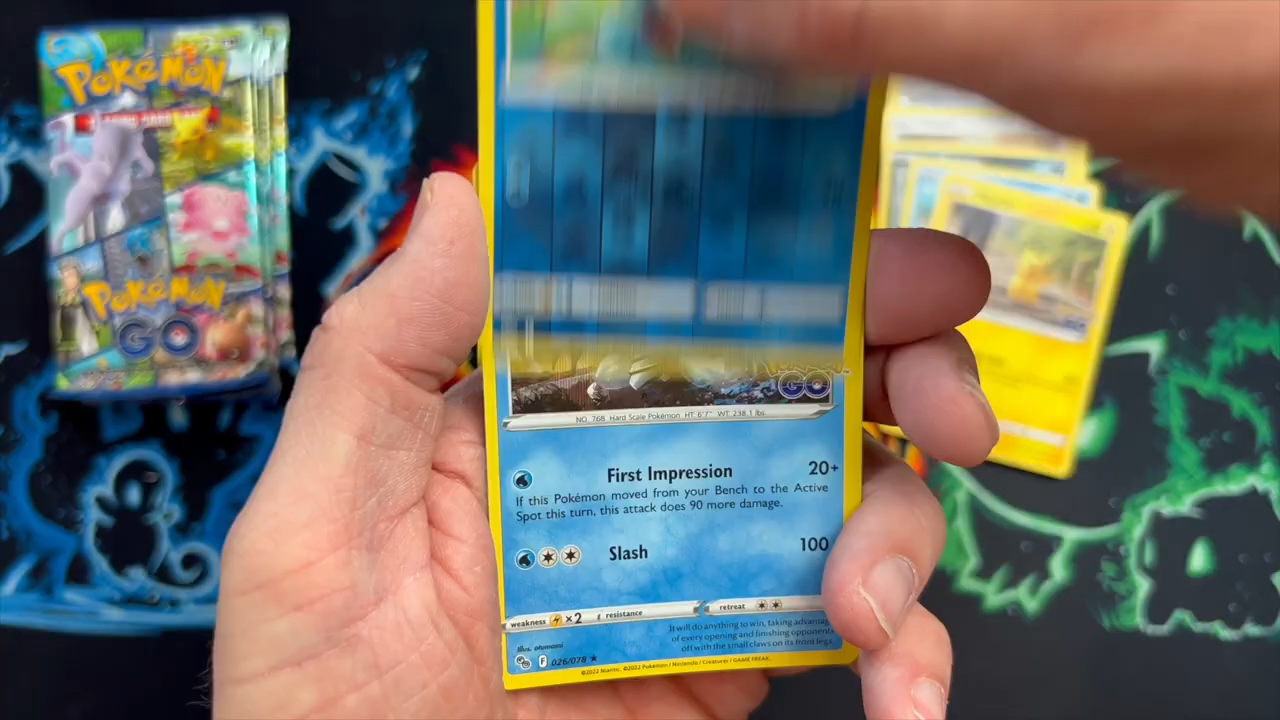 Pokémon
Pokémon
GO
GO
NO. 768 Hard Scale Pokémon HT: 6'7" WT: 238.1 lbs
First Impression 20+
If this Pokémon moved from your Bench to the Active
Spot this turn, this attack does 90 more damage.
Slash 100
weakness ×2 resistance retreat
It will do anything to win, taking advantage
of every opening and finishing opponents
off with the small claws on its front legs.
Illus. otumami
F 026/078 ★
©2022 Niantic. ©2022 Pokémon / Nintendo / Creatures / GAME FREAK.